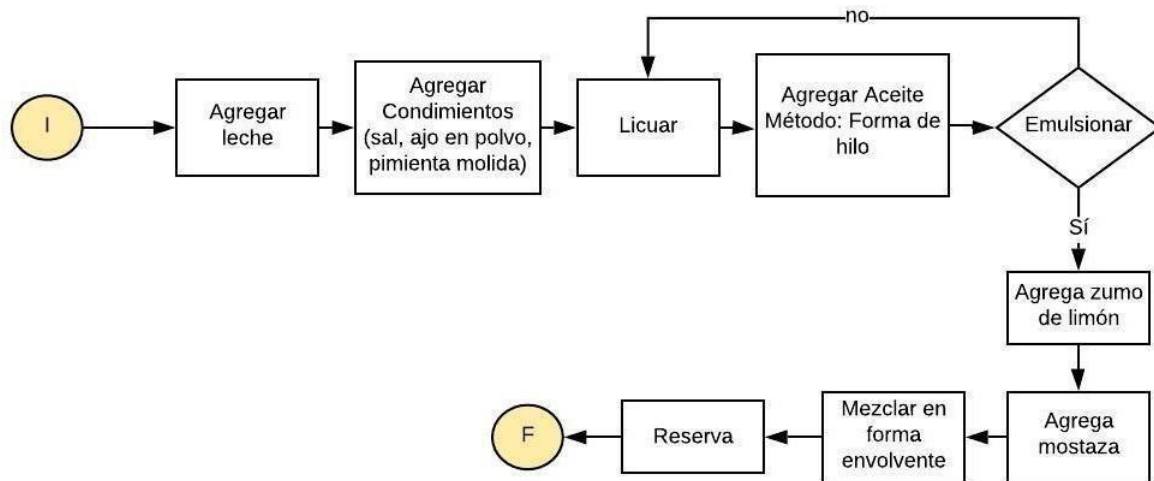 no
I
Agregar
leche
Agregar
Condimientos
(sal, ajo en polvo,
pimienta molida)
Licuar
Agregar Aceite
Método: Forma de
hilo
Emulsionar
Sí
Agrega zumo
de limón
Agrega
mostaza
Mezclar en
forma
envolvente
Reserva
F